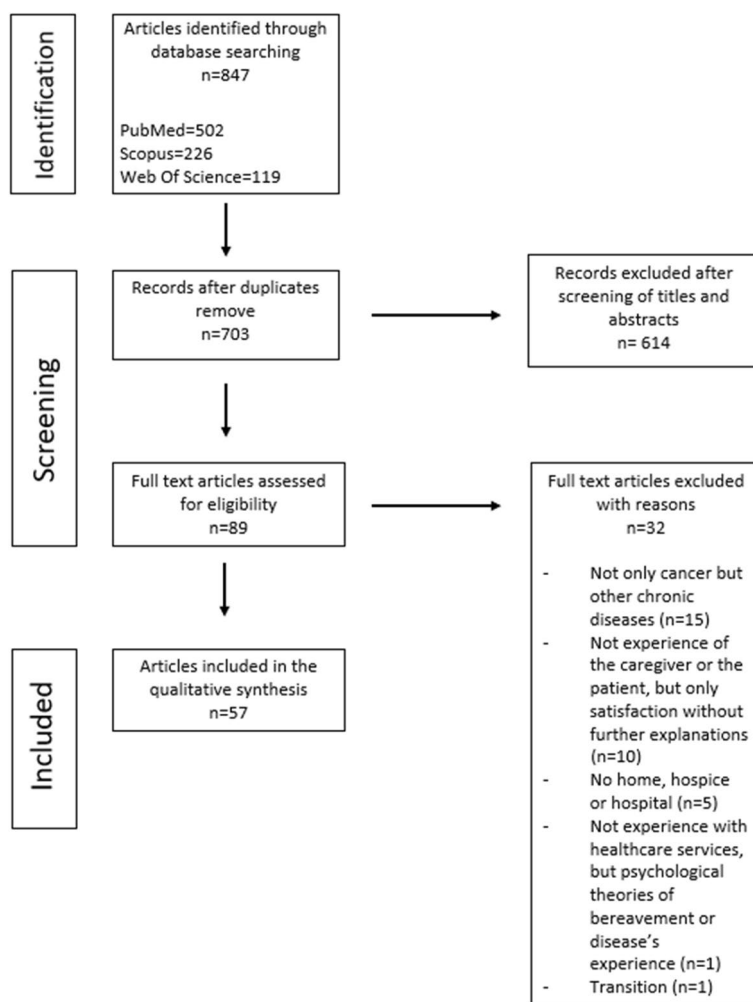 Identification
Articles identified through
database searching
n=847
PubMed=502
Scopus=226
Web Of Science=119
Screening
Records after duplicates
remove
n=703
Records excluded after
screening of titles and
abstracts
n= 614
Full text articles assessed
for eligibility
n=89
Full text articles excluded
with reasons
n=32
- Not only cancer but
other chronic
diseases (n=15)
- Not experience of
the caregiver or the
patient, but only
satisfaction without
further explanations
(n=10)
- No home, hospice
or hospital (n=5)
- Not experience with
healthcare services,
but psychological
theories of
bereavement or
disease’s
experience (n=1)
- Transition (n=1)
Included
Articles included in the
qualitative synthesis
n=57